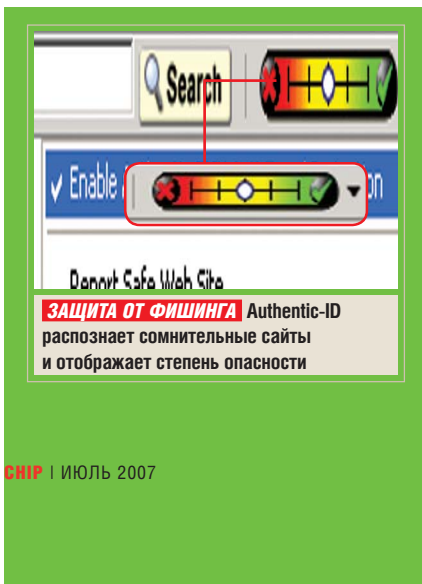 Search
✓ Enable on
Report Safe Web Site
ЗАЩИТА ОТ ФИШИНГА Authentic-ID
распознает сомнительные сайты
и отображает степень опасности
CHIP | ИЮЛЬ 2007